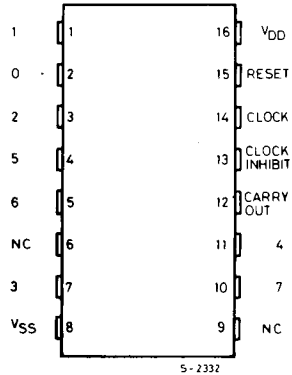 1 1 16 VDD
0 2 15 RESET
2 3 14 CLOCK
5 4 13 CLOCK INHIBIT
6 5 12 CARRY OUT
NC 6 11 4
3 7 10 7
VSS 8 9 NC
S-2332